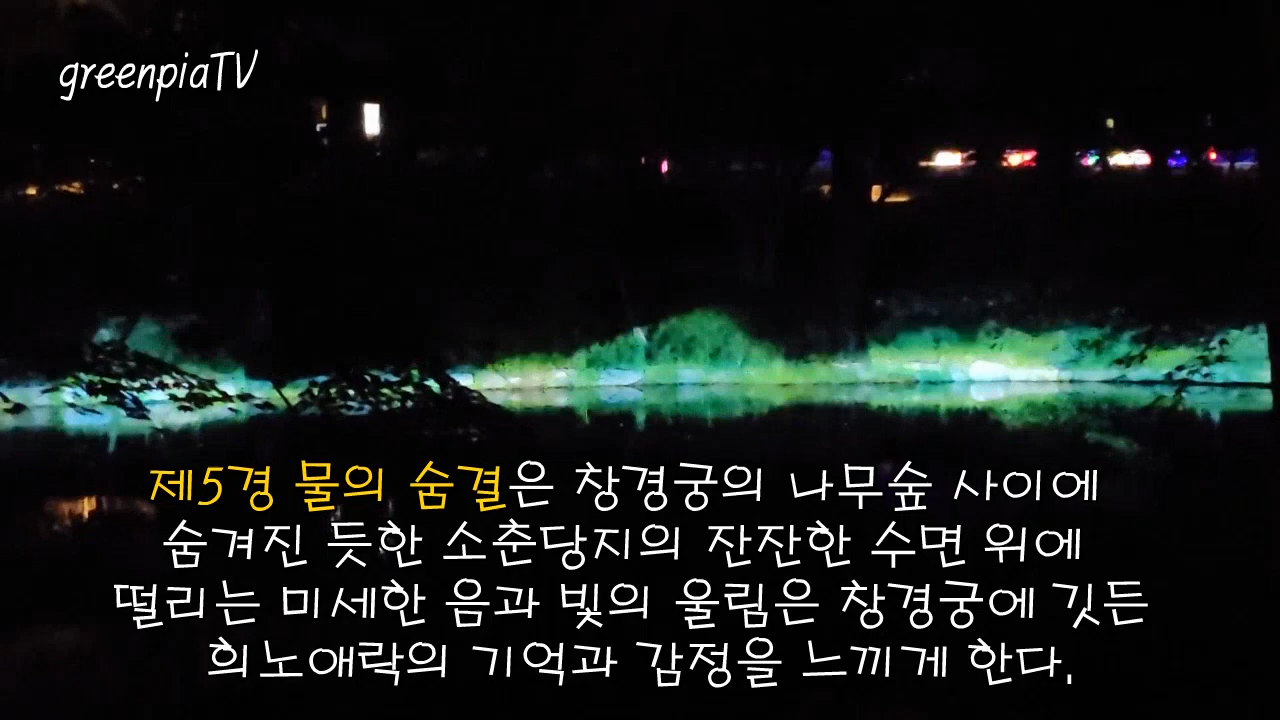 greenpiaTV
제5경 물의 숨결은 창경궁의 나무숲 사이에
숨겨진 듯한 소춘당지의 잔잔한 수면 위에
떨리는 미세한 음과 빛의 울림은 창경궁에 깃든
희노애락의 기억과 감정을 느끼게 한다.